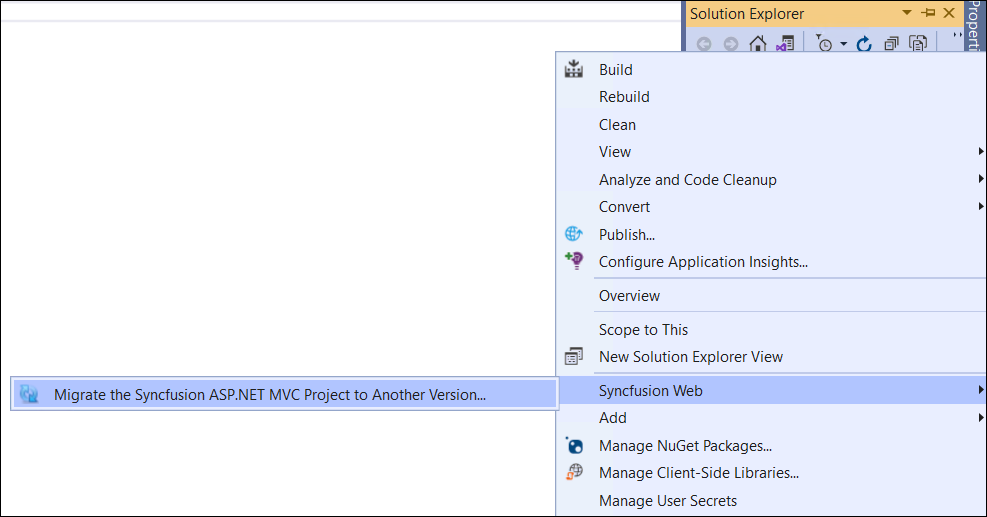 Solution Explorer
Properti
Build
Rebuild
Clean
View
Analyze and Code Cleanup
Convert
Publish...
Configure Application Insights...
Overview
Scope to This
New Solution Explorer View
Migrate the Syncfusion ASP.NET MVC Project to Another Version...
Syncfusion Web
Add
Manage NuGet Packages...
Manage Client-Side Libraries...
Manage User Secrets